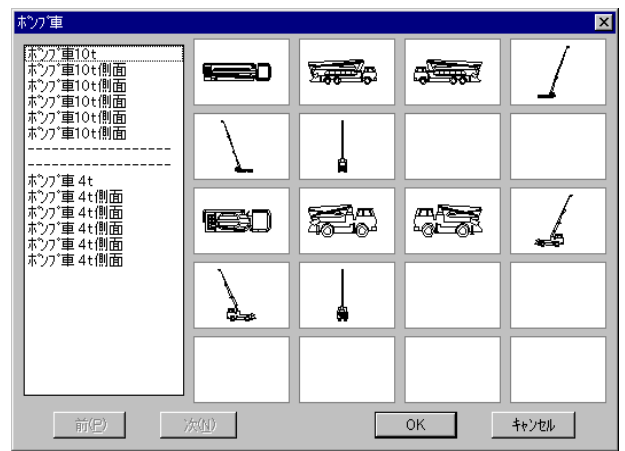 ﾎﾟﾝﾌﾟ車
ﾎﾟﾝﾌﾟ車10t
ﾎﾟﾝﾌﾟ車10t側面
ﾎﾟﾝﾌﾟ車10t側面
ﾎﾟﾝﾌﾟ車10t側面
ﾎﾟﾝﾌﾟ車10t側面
ﾎﾟﾝﾌﾟ車10t側面
------------------
------------------
ﾎﾟﾝﾌﾟ車 4t
ﾎﾟﾝﾌﾟ車 4t側面
ﾎﾟﾝﾌﾟ車 4t側面
ﾎﾟﾝﾌﾟ車 4t側面
ﾎﾟﾝﾌﾟ車 4t側面
ﾎﾟﾝﾌﾟ車 4t側面
前(P) 次(N) OK ｷｬﾝｾﾙ